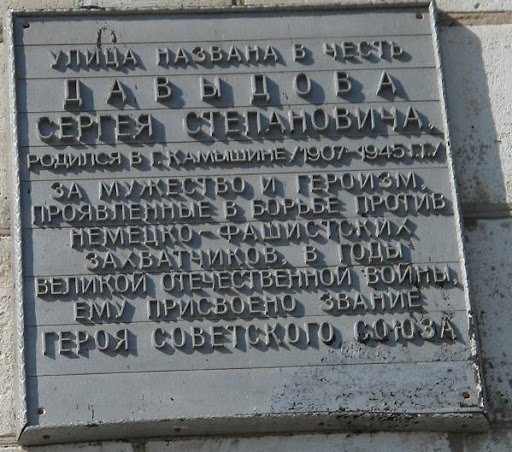 УЛИЦА НАЗВАНА В ЧЕСТЬ
ДАВЫДОВА
СЕРГЕЯ СТЕПАНОВИЧА,
РОДИЛСЯ В Г. КАМЫШИНЕ /1907-1945 Г.Г./
ЗА МУЖЕСТВО И ГЕРОИЗМ,
ПРОЯВЛЕННЫЕ В БОРЬБЕ ПРОТИВ
НЕМЕЦКО-ФАШИСТСКИХ
ЗАХВАТЧИКОВ, В ГОДЫ
ВЕЛИКОЙ ОТЕЧЕСТВЕННОЙ ВОЙНЫ,
ЕМУ ПРИСВОЕНО ЗВАНИЕ
ГЕРОЯ СОВЕТСКОГО СОЮЗА